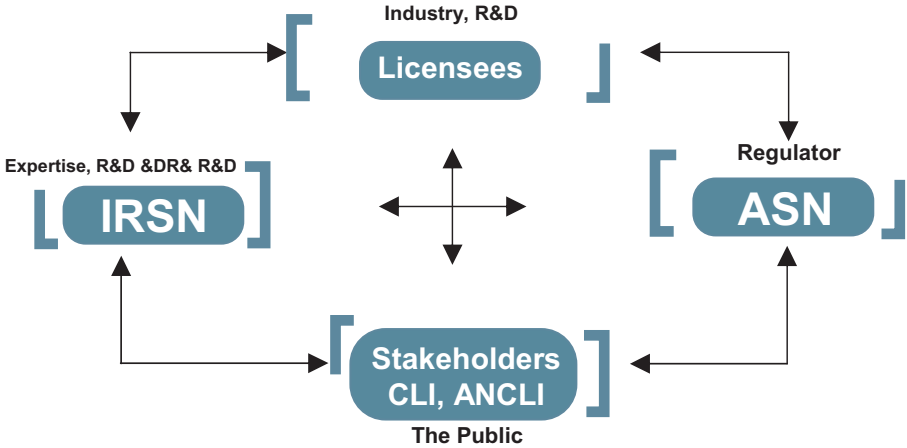 Industry, R&D
Licensees
Expertise, R&D &DR& R&D
IRSN
Regulator
ASN
Stakeholders
CLI, ANCLI
The Public